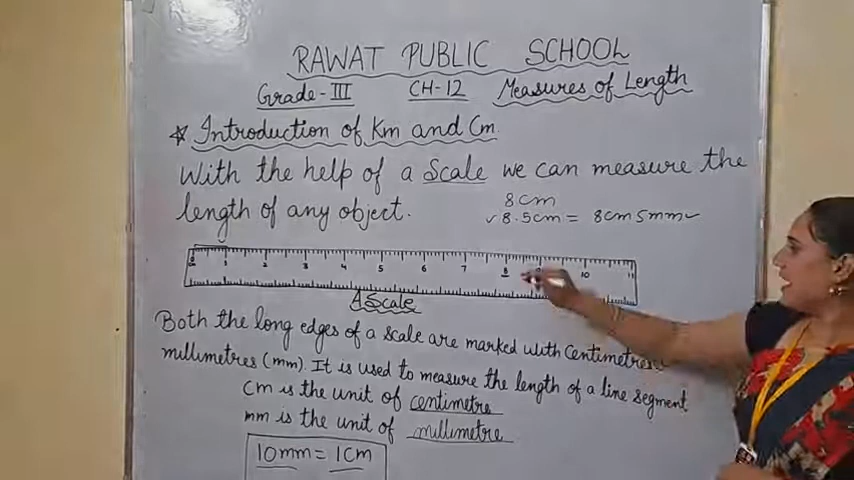 RAWAT PUBLIC SCHOOL
Grade-III CH-12 Measures of Length
☆ Introduction of Km and Cm.
With the help of a Scale we can measure the
length of any object.
8cm
✓8.5cm = 8cm 5mm
0 1 2 3 4 5 6 7 8 10 11
A Scale
Both the long edges of a scale are marked with Centimetres
millimetres (mm). It is used to measure the length of a line segment.
Cm is the unit of centimetre
mm is the unit of millimetre
10mm = 1cm